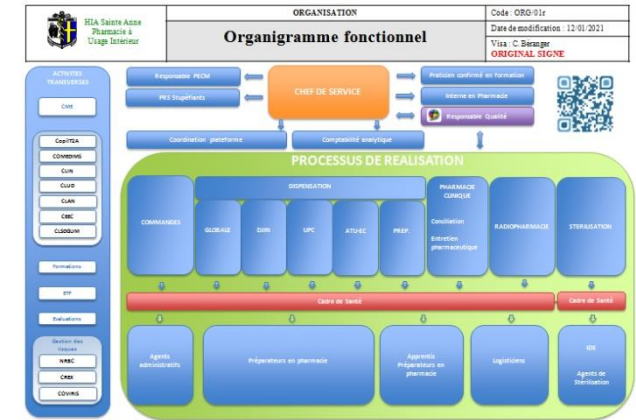 HIA Sainte Anne
Pharmacie à
Usage Intérieur
ORGANISATION
Organigramme fonctionnel
Code : ORG/01r
Date de modification : 12/01/2021
Visa : C. Béranger
ORIGINAL SIGNE
ACTIVITES
TRANSVERSES
CME
CopilT2A
COMEDIMS
CLIN
CLUD
CLAN
CSEC
Formations
ETP
Evaluations
Gestion des
risques
NRBC
CREX
COVIRIS
Responsable PECM
PRS Stupéfiants
CHEF DE SERVICE
Praticien confirmé en formation
Interne en Pharmacie
Responsable Qualité
Coordination plateforme
Comptabilité analytique
PROCESSUS DE REALISATION
COMMANDES
DISPENSATION
GLOBALE
DJIN
UPC
ATU-EC
PREP.
PHARMACIE
CLINIQUE
Conciliation
Entretien
pharmaceutique
RADIOPHARMACIE
STERILISATION
Cadre de Santé
Cadre de Santé
Agents
administratifs
Préparateurs en pharmacie
Apprentis
Préparateurs en
pharmacie
Logisticiens
IDE
Agents de
Stérilisation